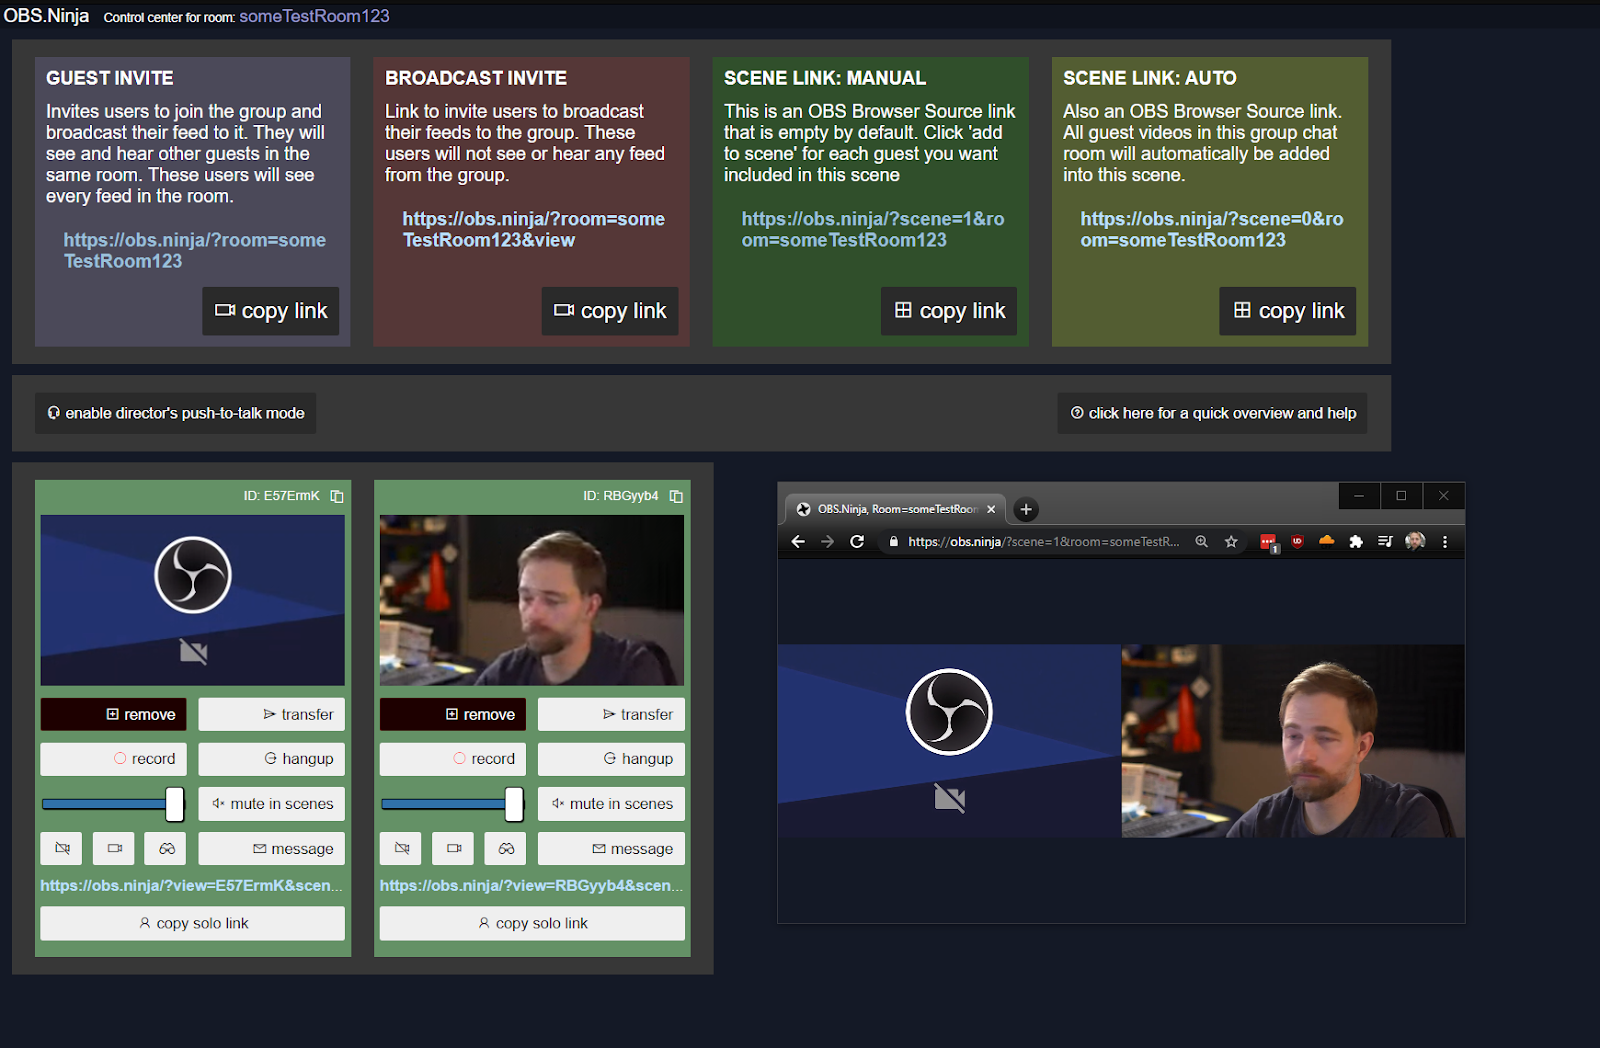 OBS.Ninja Control center for room: someTestRoom123
GUEST INVITE
Invites users to join the group and
broadcast their feed to it. They will
see and hear other guests in the
same room. These users will see
every feed in the room.
https://obs.ninja/?room=some
TestRoom123
copy link
BROADCAST INVITE
Link to invite users to broadcast
their feeds to the group. These
users will not see or hear any feed
from the group.
https://obs.ninja/?room=some
TestRoom123&view
copy link
SCENE LINK: MANUAL
This is an OBS Browser Source link
that is empty by default. Click 'add
to scene' for each guest you want
included in this scene
https://obs.ninja/?scene=1&ro
om=someTestRoom123
copy link
SCENE LINK: AUTO
Also an OBS Browser Source link.
All guest videos in this group chat
room will automatically be added
into this scene.
https://obs.ninja/?scene=0&ro
om=someTestRoom123
copy link
enable director's push-to-talk mode
click here for a quick overview and help
ID: E57ErmK
remove
transfer
record
hangup
mute in scenes
message
https://obs.ninja/?view=E57ErmK&scen...
copy solo link
ID: RBGyyb4
remove
transfer
record
hangup
mute in scenes
message
https://obs.ninja/?view=RBGyyb4&scen...
copy solo link
OBS.Ninja, Room=someTestRoom
https://obs.ninja/?scene=1&room=someTestR...
1